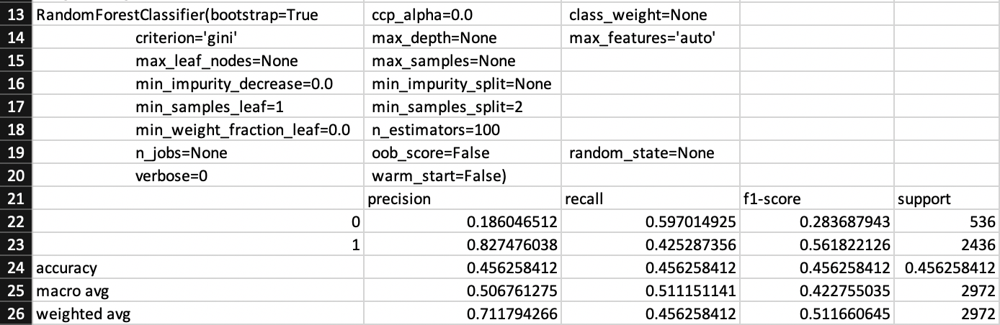 13 RandomForestClassifier(bootstrap=True ccp_alpha=0.0 class_weight=None
14 criterion='gini' max_depth=None max_features='auto'
15 max_leaf_nodes=None max_samples=None
16 min_impurity_decrease=0.0 min_impurity_split=None
17 min_samples_leaf=1 min_samples_split=2
18 min_weight_fraction_leaf=0.0 n_estimators=100
19 n_jobs=None oob_score=False random_state=None
20 verbose=0 warm_start=False)
21 precision recall f1-score support
22 0 0.186046512 0.597014925 0.283687943 536
23 1 0.827476038 0.425287356 0.561822126 2436
24 accuracy 0.456258412 0.456258412 0.456258412 0.456258412
25 macro avg 0.506761275 0.511151141 0.422755035 2972
26 weighted avg 0.711794266 0.456258412 0.511660645 2972